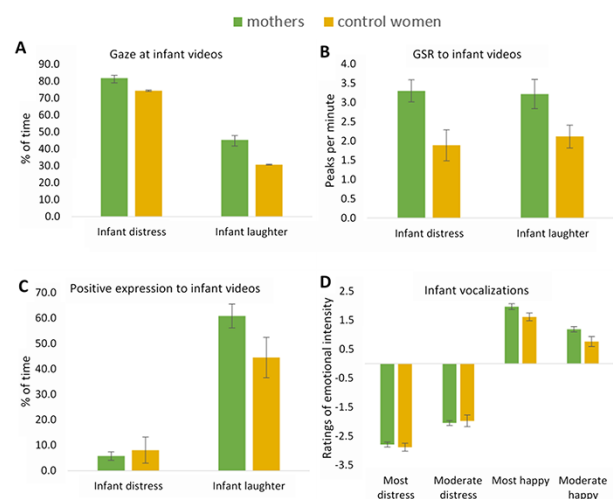 mothers control women
A
Gaze at infant videos
% of time
90.0
80.0
70.0
60.0
50.0
40.0
30.0
20.0
10.0
0.0
Infant distress Infant laughter
B
GSR to infant videos
Peaks per minute
4.0
3.5
3.0
2.5
2.0
1.5
1.0
0.5
0.0
Infant distress Infant laughter
C
Positive expression to infant videos
% of time
70.0
60.0
50.0
40.0
30.0
20.0
10.0
0.0
Infant distress Infant laughter
D
Infant vocalizations
Ratings of emotional intensity
2.5
1.5
0.5
-0.5
-1.5
-2.5
-3.5
Most Moderate Most happy Moderate
distress distress happy